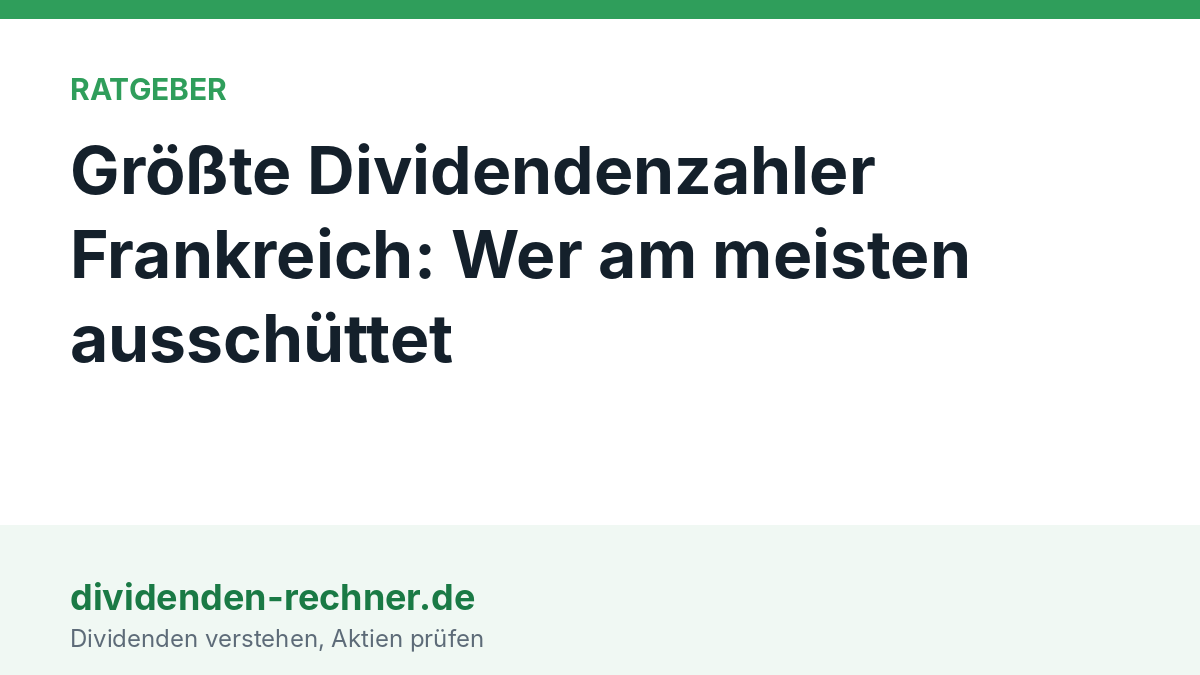 RATGEBER
Größte Dividendenzahler
Frankreich: Wer am meisten
ausschüttet
dividenden-rechner.de
Dividenden verstehen, Aktien prüfen